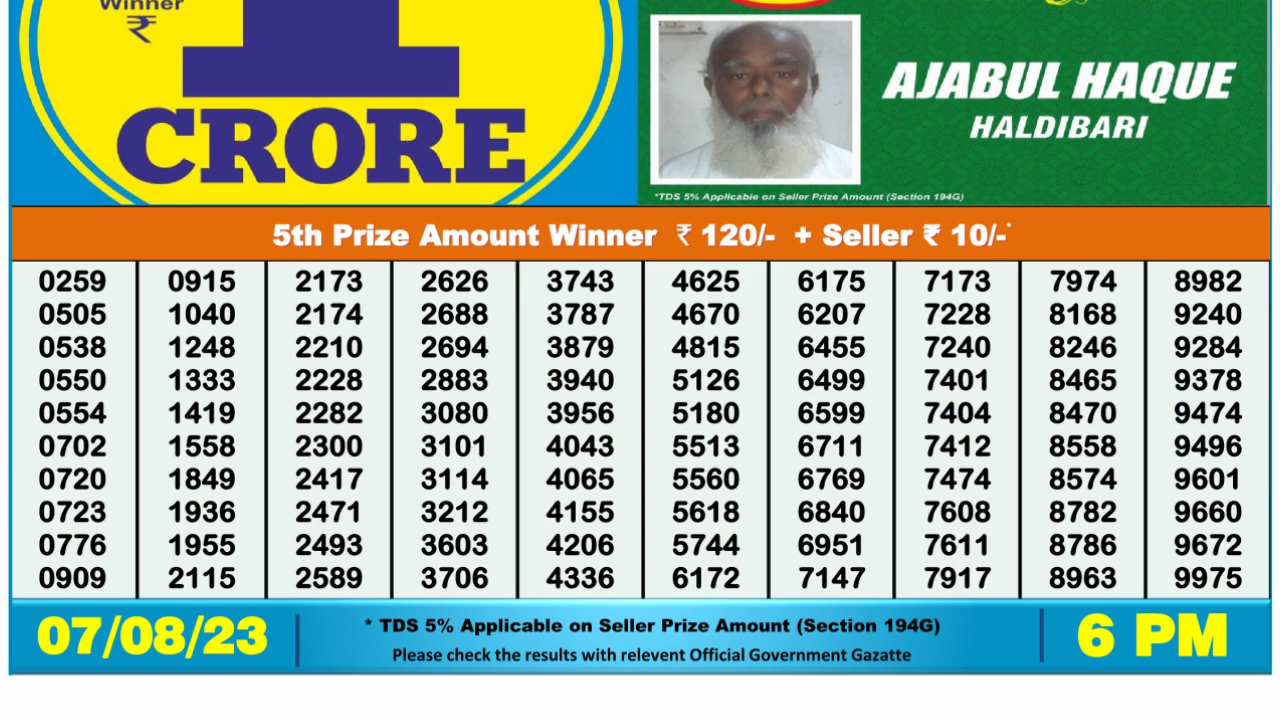 Winner
₹
1
CRORE
AJABUL HAQUE
HALDIBARI
*TDS 5% Applicable on Seller Prize Amount (Section 194G)
5th Prize Amount Winner ₹ 120/- + Seller ₹ 10/-*
0259 0915 2173 2626 3743 4625 6175 7173 7974 8982
0505 1040 2174 2688 3787 4670 6207 7228 8168 9240
0538 1248 2210 2694 3879 4815 6455 7240 8246 9284
0550 1333 2228 2883 3940 5126 6499 7401 8465 9378
0554 1419 2282 3080 3956 5180 6599 7404 8470 9474
0702 1558 2300 3101 4043 5513 6711 7412 8558 9496
0720 1849 2417 3114 4065 5560 6769 7474 8574 9601
0723 1936 2471 3212 4155 5618 6840 7608 8782 9660
0776 1955 2493 3603 4206 5744 6951 7611 8786 9672
0909 2115 2589 3706 4336 6172 7147 7917 8963 9975
07/08/23
* TDS 5% Applicable on Seller Prize Amount (Section 194G)
Please check the results with relevent Official Government Gazatte
6 PM